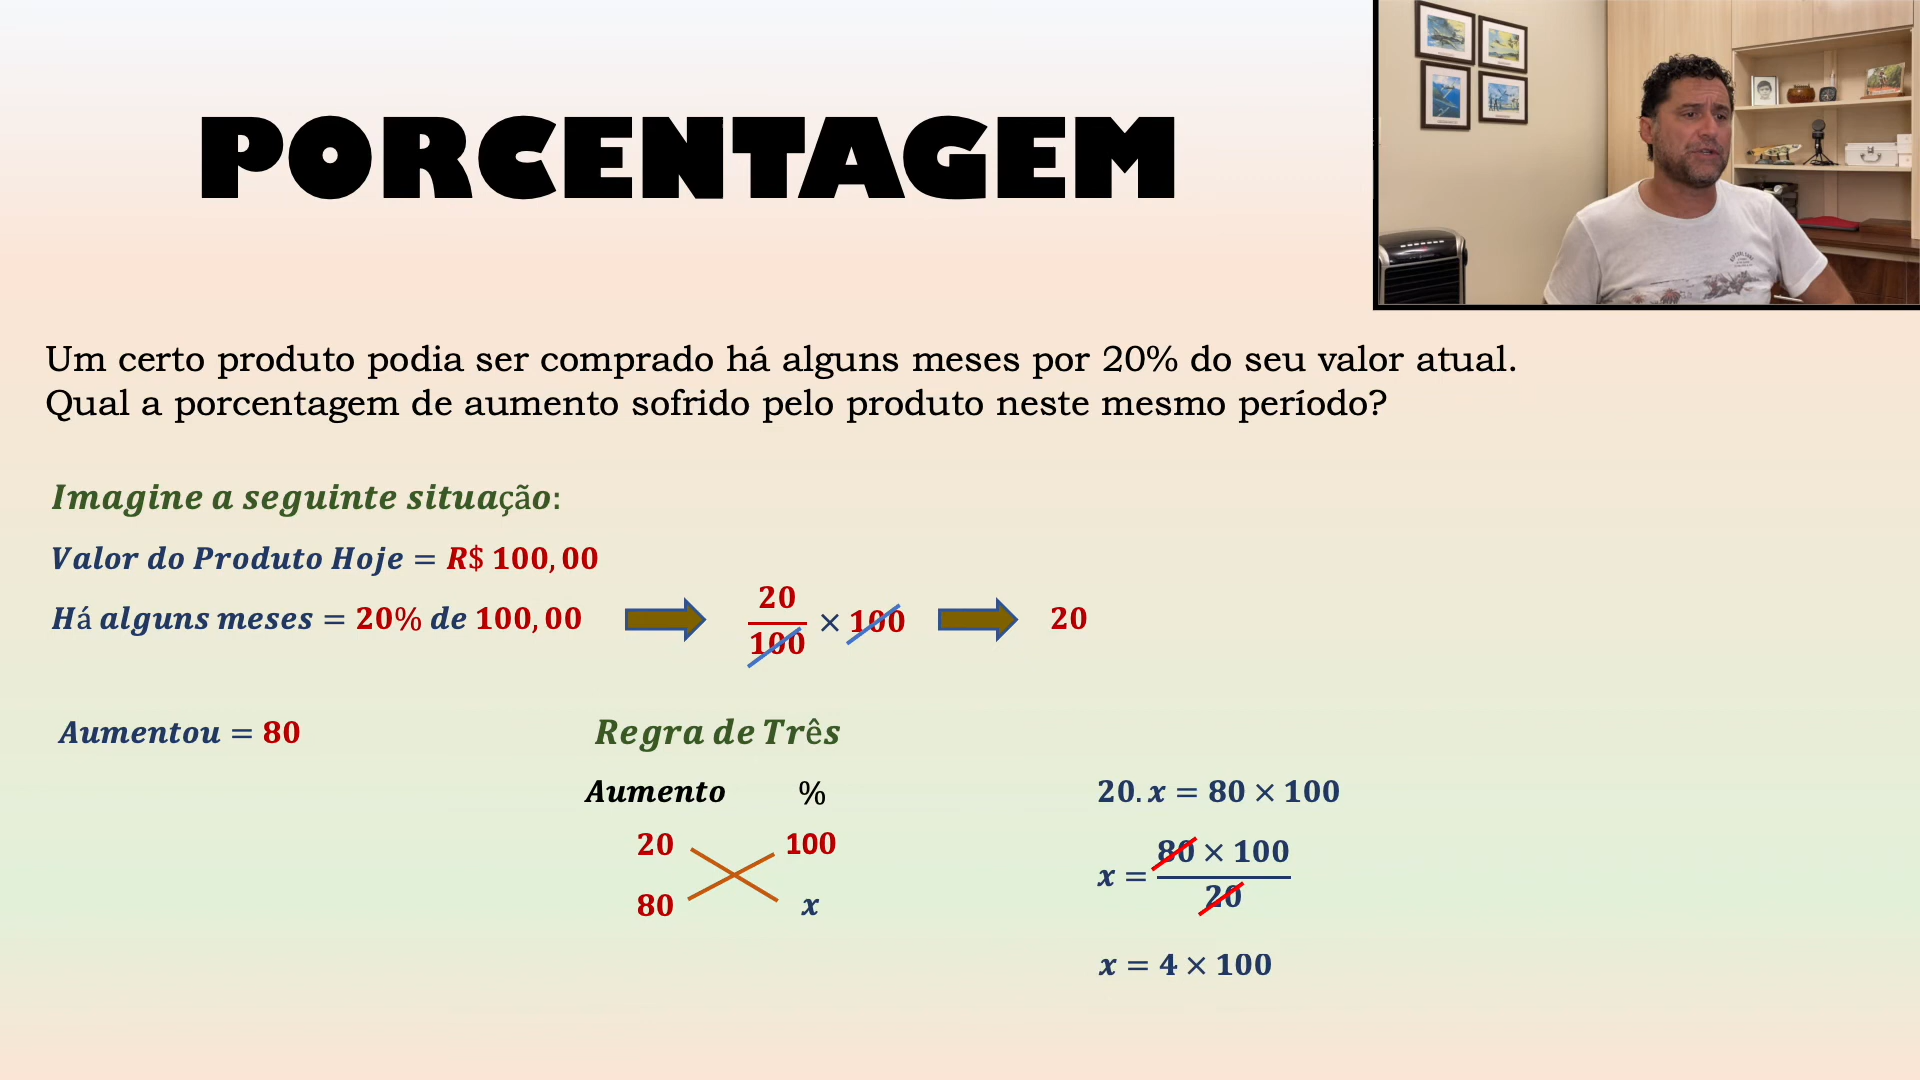 PORCENTAGEM
Um certo produto podia ser comprado há alguns meses por 20% do seu valor atual.
Qual a porcentagem de aumento sofrido pelo produto neste mesmo período?
Imagine a seguinte situação:
Valor do Produto Hoje = R$ 100,00
Há alguns meses = 20% de 100,00
20
100
× 100
20
Aumentou = 80
Regra de Três
Aumento %
20 100
80 x
20. x = 80 × 100
x =
80 × 100
20
x = 4 × 100